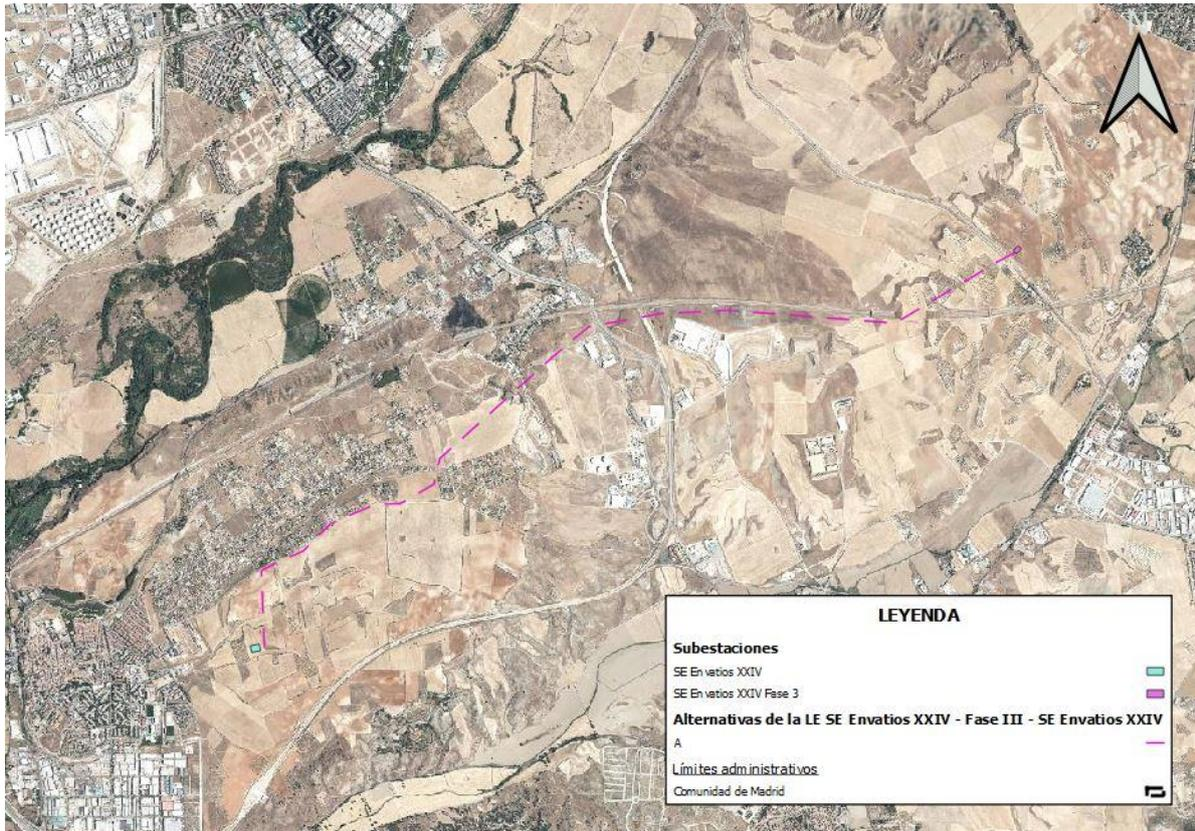 N
LEYENDA
Subestaciones
SE Envatios XXIV
SE Envatios XXIV Fase 3
Alternativas de la LE SE Envatios XXIV - Fase III - SE Envatios XXIV
A
Límites administrativos
Comunidad de Madrid